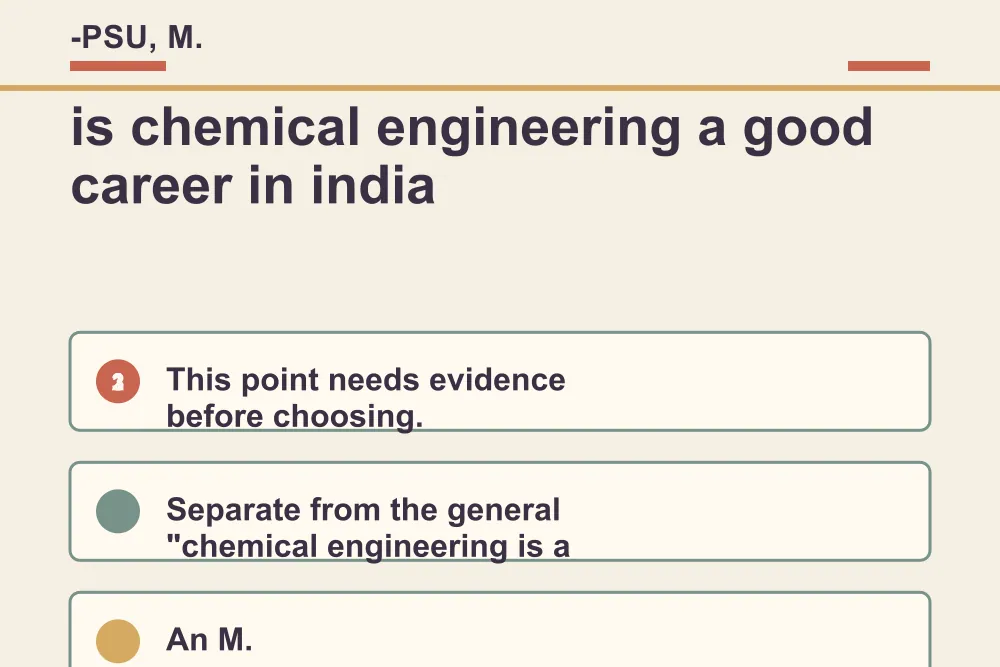 -PSU, M.
is chemical engineering a good
career in india
This point needs evidence
before choosing.
Separate from the general
"chemical engineering is a
An M.